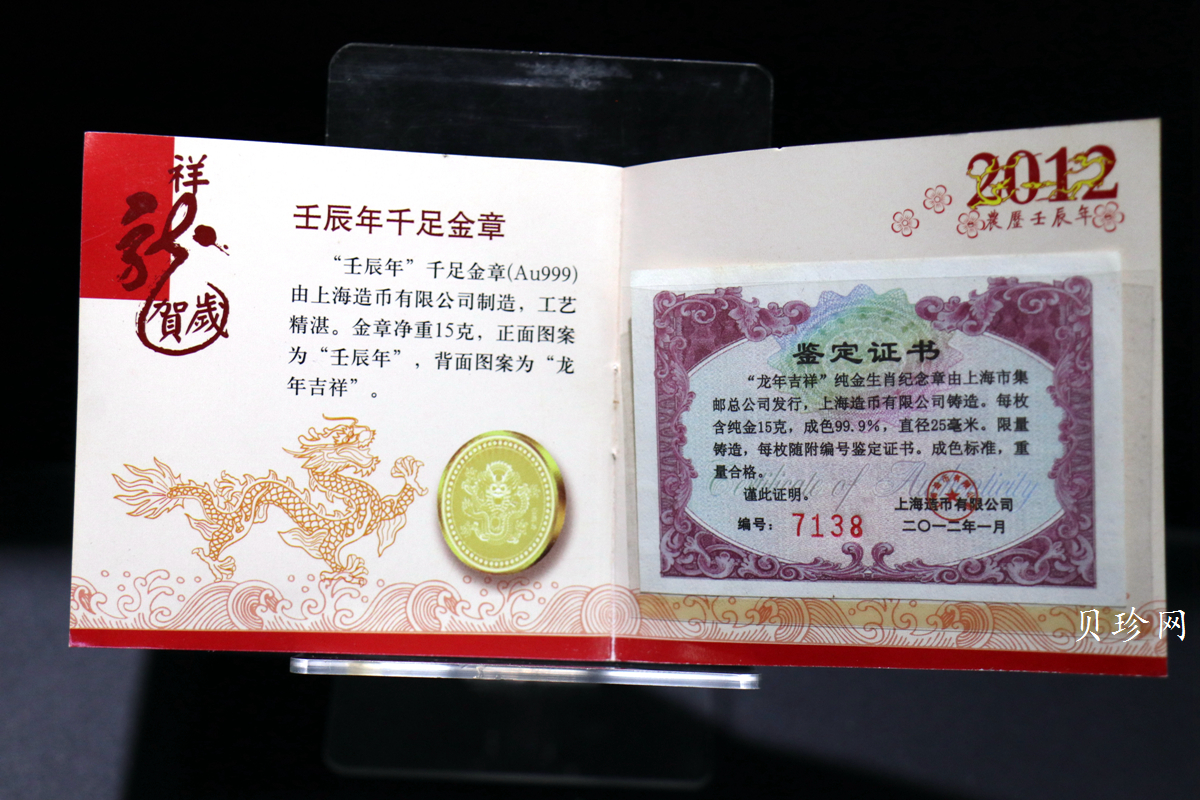 祥
龙
賀歲
壬辰年千足金章
“壬辰年”千足金章(Au999)
由上海造币有限公司制造，工艺
精湛。金章净重15克，正面图案
为“壬辰年”，背面图案为“龙
年吉祥”。
2012
農歷壬辰年
鉴定证书
“龙年吉祥”纯金生肖纪念章由上海市集
邮总公司发行，上海造币有限公司铸造。每枚
含纯金15克，成色99.9%，直径25毫米。限量
铸造，每枚随附编号鉴定证书。成色标准，重
量合格。
Certificate of Authenticity
谨此证明。
上海造币有限公司
编号：7138
二〇一二年一月
贝珍网